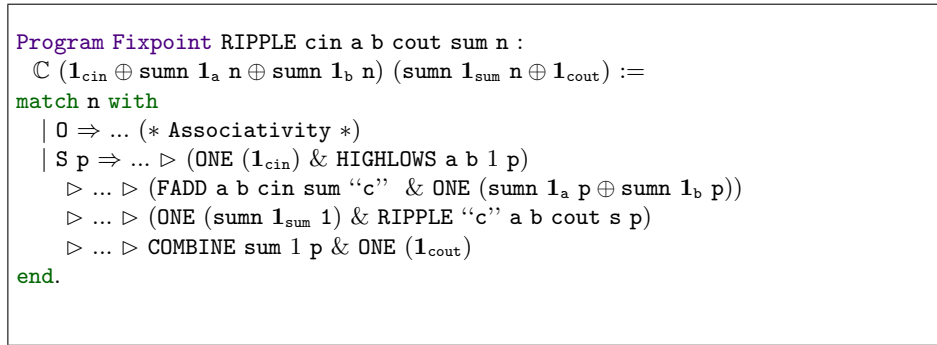 Program Fixpoint RIPPLE cin a b cout sum n :
ℂ (𝟏cin ⊕ sumn 𝟏a n ⊕ sumn 𝟏b n) (sumn 𝟏sum n ⊕ 𝟏cout) :=
match n with
| O ⇒ ... (* Associativity *)
| S p ⇒ ... ▷ (ONE (𝟏cin) & HIGHLOWS a b 1 p)
▷ ... ▷ (FADD a b cin sum “c” & ONE (sumn 𝟏a p ⊕ sumn 𝟏b p))
▷ ... ▷ (ONE (sumn 𝟏sum 1) & RIPPLE “c” a b cout s p)
▷ ... ▷ COMBINE sum 1 p & ONE (𝟏cout)
end.